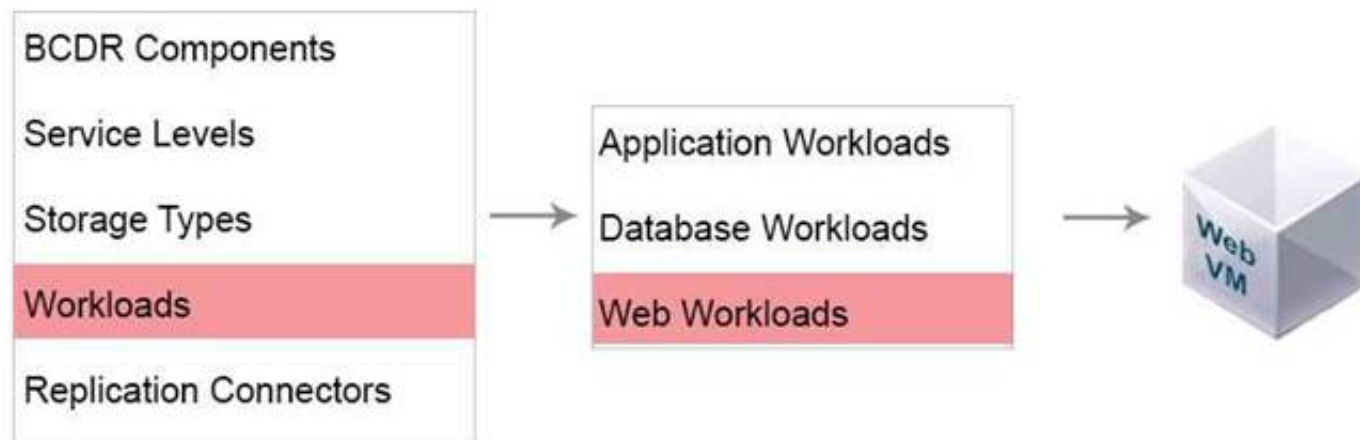 BCDR Components
Service Levels
Storage Types
Workloads
Replication Connectors
Application Workloads
Database Workloads
Web Workloads
Web
VM